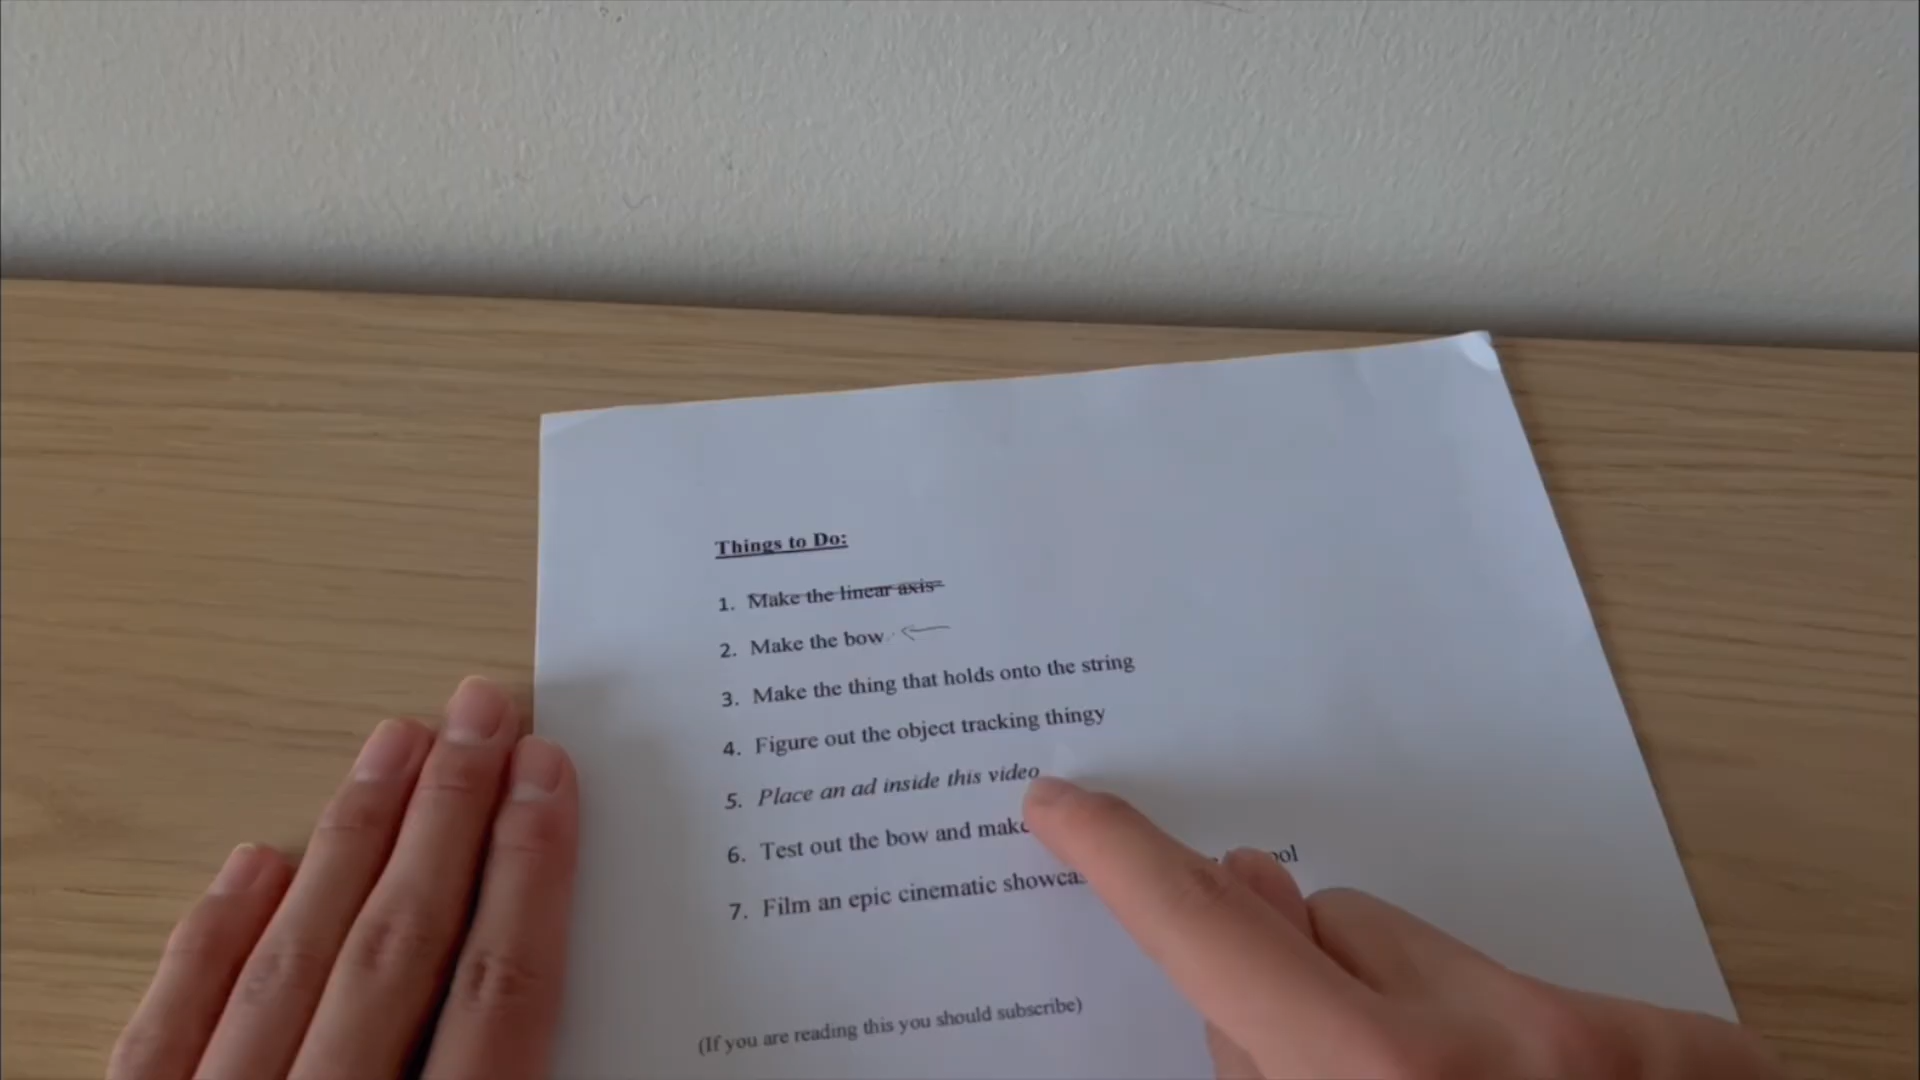 Things to Do:
1. Make the linear axis
2. Make the bow
3. Make the thing that holds onto the string
4. Figure out the object tracking thingy
5. Place an ad inside this video
6. Test out the bow and make
7. Film an epic cinematic
(If you are reading this you should subscribe)